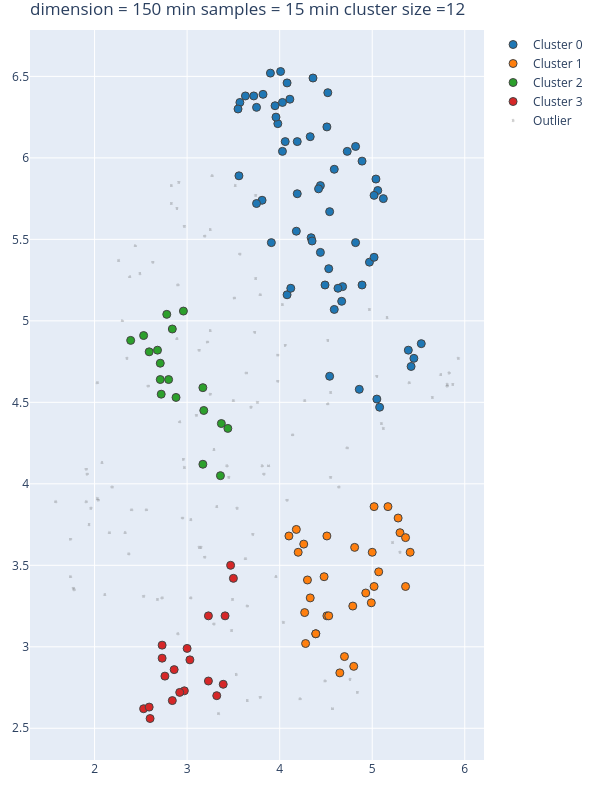 dimension = 150 min samples = 15 min cluster size =12
Cluster 0
Cluster 1
Cluster 2
Cluster 3
Outlier
6.5
6
5.5
5
4.5
4
3.5
3
2.5
2 3 4 5 6